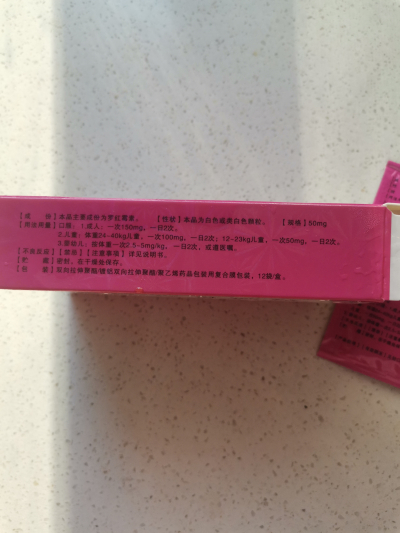 【成 份】本品主要成份为罗红霉素。 【性状】本品为白色或类白色颗粒。 【规格】50mg
【用法用量】口服：1.成人：一次150mg，一日2次。
2.儿童：体重24-40kg儿童，一次100mg，一日2次；12-23kg儿童，一次50mg，一日2次。
3.婴幼儿：按体重一次2.5-5mg/kg，一日2次，或遵医嘱。
【不良反应】【禁忌】【注意事项】详见说明书。
【贮 藏】密封，在干燥处保存。
【包 装】双向拉伸聚酯/镀铝双向拉伸聚酯/聚乙烯药品包装用复合膜包装，12袋/盒。